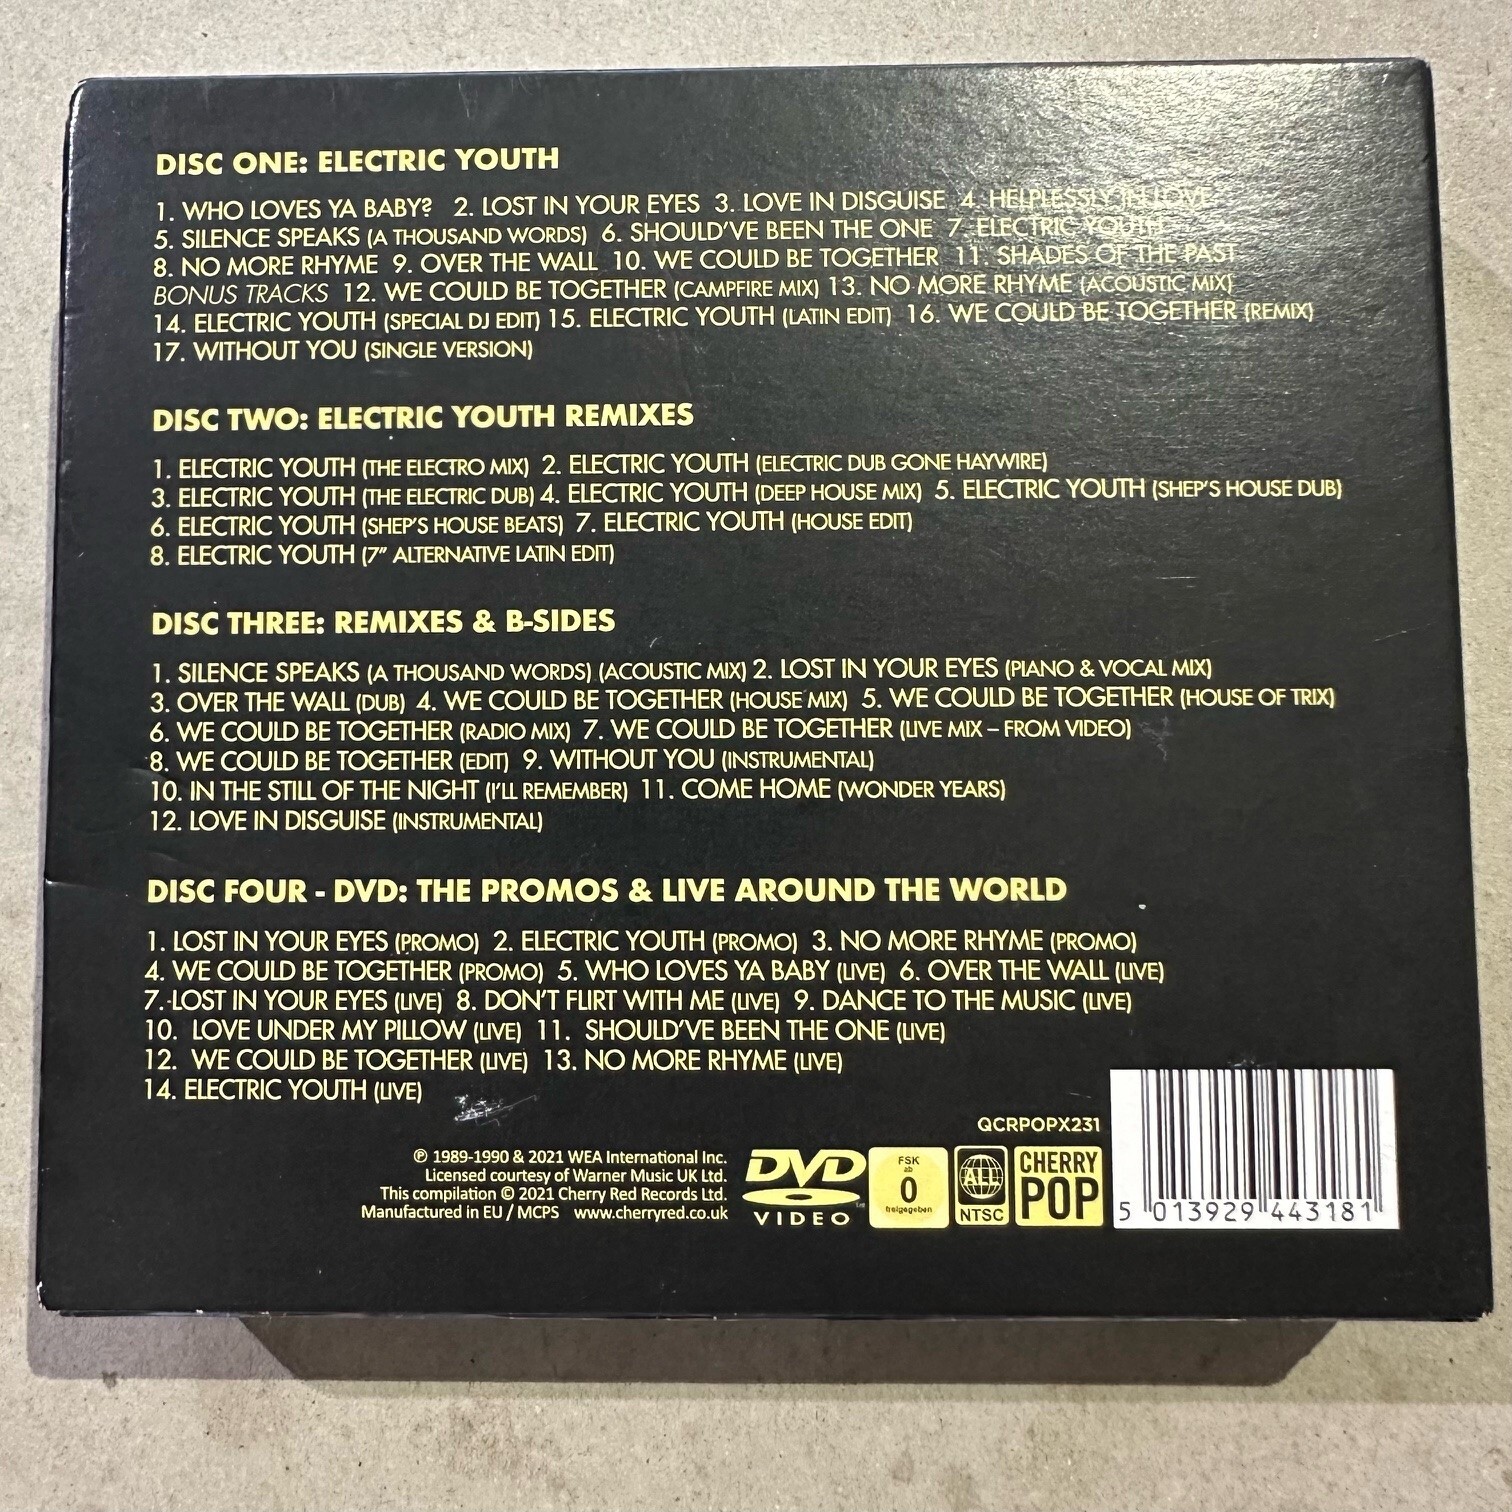 DISC ONE: ELECTRIC YOUTH
1. WHO LOVES YA BABY? 2. LOST IN YOUR EYES 3. LOVE IN DISGUISE 4. HELPLESSLY IN LOVE
5. SILENCE SPEAKS (A THOUSAND WORDS) 6. SHOULD'VE BEEN THE ONE 7. ELECTRIC YOUTH
8. NO MORE RHYME 9. OVER THE WALL 10. WE COULD BE TOGETHER 11. SHADES OF THE PAST
BONUS TRACKS 12. WE COULD BE TOGETHER (CAMPFIRE MIX) 13. NO MORE RHYME (ACOUSTIC MIX)
14. ELECTRIC YOUTH (SPECIAL DJ EDIT) 15. ELECTRIC YOUTH (LATIN EDIT) 16. WE COULD BE TOGETHER (REMIX)
17. WITHOUT YOU (SINGLE VERSION)
DISC TWO: ELECTRIC YOUTH REMIXES
1. ELECTRIC YOUTH (THE ELECTRO MIX) 2. ELECTRIC YOUTH (ELECTRIC DUB GONE HAYWIRE)
3. ELECTRIC YOUTH (THE ELECTRIC DUB) 4. ELECTRIC YOUTH (DEEP HOUSE MIX) 5. ELECTRIC YOUTH (SHEP'S HOUSE DUB)
6. ELECTRIC YOUTH (SHEP'S HOUSE BEATS) 7. ELECTRIC YOUTH (HOUSE EDIT)
8. ELECTRIC YOUTH (7" ALTERNATIVE LATIN EDIT)
DISC THREE: REMIXES & B-SIDES
1. SILENCE SPEAKS (A THOUSAND WORDS) (ACOUSTIC MIX) 2. LOST IN YOUR EYES (PIANO & VOCAL MIX)
3. OVER THE WALL (DUB) 4. WE COULD BE TOGETHER (HOUSE MIX) 5. WE COULD BE TOGETHER (HOUSE OF TRIX)
6. WE COULD BE TOGETHER (RADIO MIX) 7. WE COULD BE TOGETHER (LIVE MIX – FROM VIDEO)
8. WE COULD BE TOGETHER (EDIT) 9. WITHOUT YOU (INSTRUMENTAL)
10. IN THE STILL OF THE NIGHT (I'LL REMEMBER) 11. COME HOME (WONDER YEARS)
12. LOVE IN DISGUISE (INSTRUMENTAL)
DISC FOUR - DVD: THE PROMOS & LIVE AROUND THE WORLD
1. LOST IN YOUR EYES (PROMO) 2. ELECTRIC YOUTH (PROMO) 3. NO MORE RHYME (PROMO)
4. WE COULD BE TOGETHER (PROMO) 5. WHO LOVES YA BABY (LIVE) 6. OVER THE WALL (LIVE)
7. LOST IN YOUR EYES (LIVE) 8. DON'T FLIRT WITH ME (LIVE) 9. DANCE TO THE MUSIC (LIVE)
10. LOVE UNDER MY PILLOW (LIVE) 11. SHOULD'VE BEEN THE ONE (LIVE)
12. WE COULD BE TOGETHER (LIVE) 13. NO MORE RHYME (LIVE)
14. ELECTRIC YOUTH (LIVE)
QCRPOPX231
℗ 1989-1990 & 2021 WEA International Inc.
Licensed courtesy of Warner Music UK Ltd.
This compilation © 2021 Cherry Red Records Ltd.
Manufactured in EU / MCPS www.cherryred.co.uk
DVD
VIDEO
FSK
ab
0
freigegeben
ALL
NTSC
CHERRY
POP
5 013929 443181